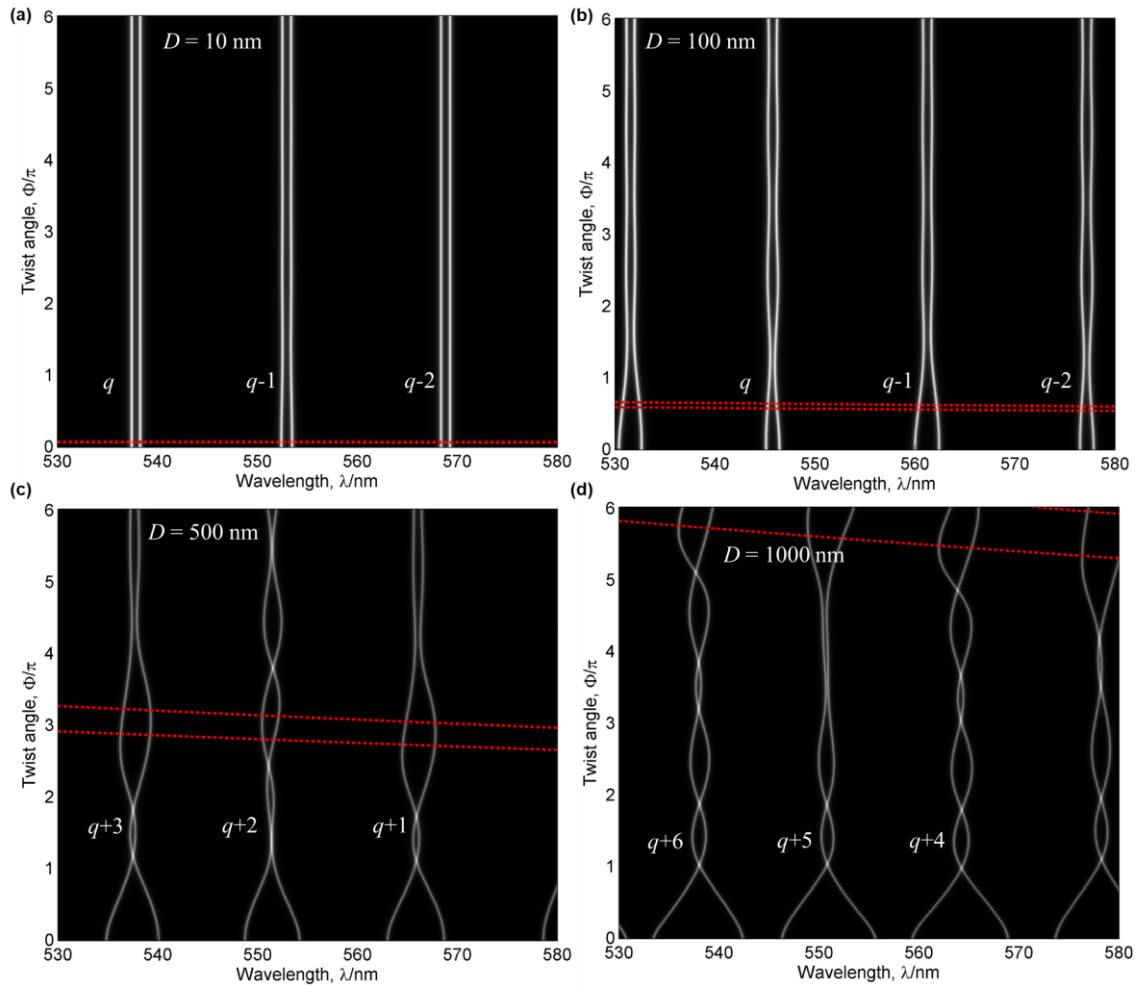 (a)
D = 10 nm
6
5
4
3
2
1
0
Twist angle, Φ/π
q
q-1
q-2
530 540 550 560 570 580
Wavelength, λ/nm
(b)
D = 100 nm
6
5
4
3
2
1
0
Twist angle, Φ/π
q
q-1
q-2
530 540 550 560 570 580
Wavelength, λ/nm
(c)
D = 500 nm
6
5
4
3
2
1
0
Twist angle, Φ/π
q+3
q+2
q+1
530 540 550 560 570 580
Wavelength, λ/nm
(d)
D = 1000 nm
6
5
4
3
2
1
0
Twist angle, Φ/π
q+6
q+5
q+4
530 540 550 560 570 580
Wavelength, λ/nm